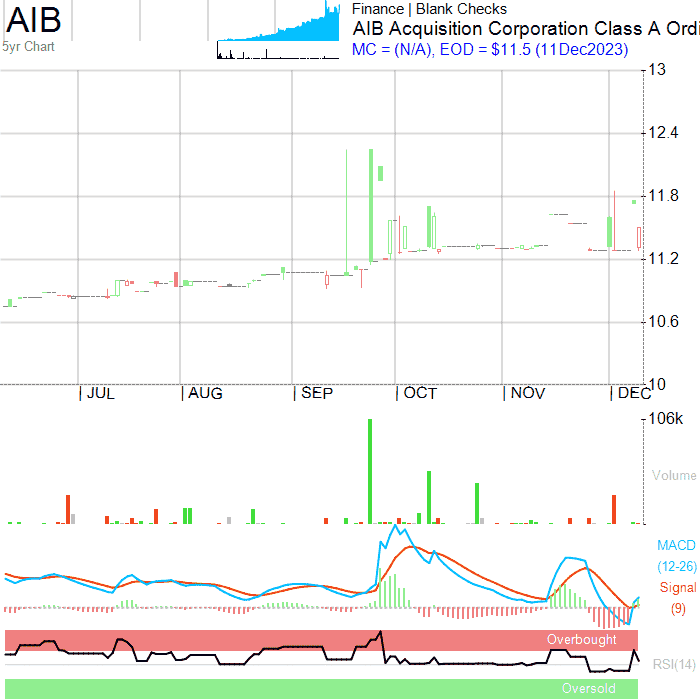 AIB
5yr Chart
Finance | Blank Checks
AIB Acquisition Corporation Class A Ordi
MC = (N/A), EOD = $11.5 (11Dec2023)
13
12.4
11.8
11.2
10.6
10
JUL AUG SEP OCT NOV DEC
106k
Volume
MACD
(12-26)
Signal
(9)
Overbought
RSI(14)
Oversold